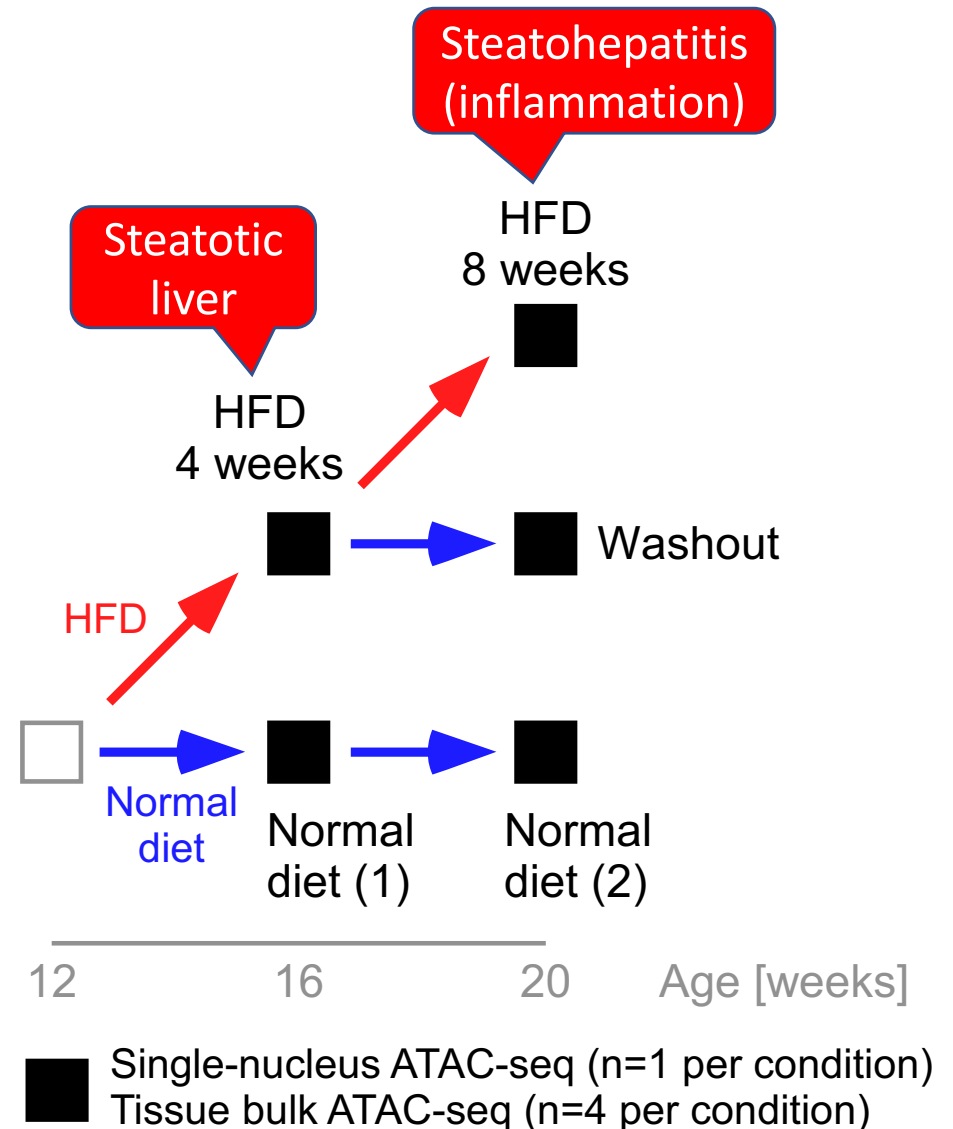 Steatohepatitis
(inflammation)
HFD
8 weeks
Steatotic
liver
HFD
4 weeks
Washout
HFD
Normal
diet
Normal
diet (1)
Normal
diet (2)
12
16
20
Age [weeks]
Single-nucleus ATAC-seq (n=1 per condition)
Tissue bulk ATAC-seq (n=4 per condition)